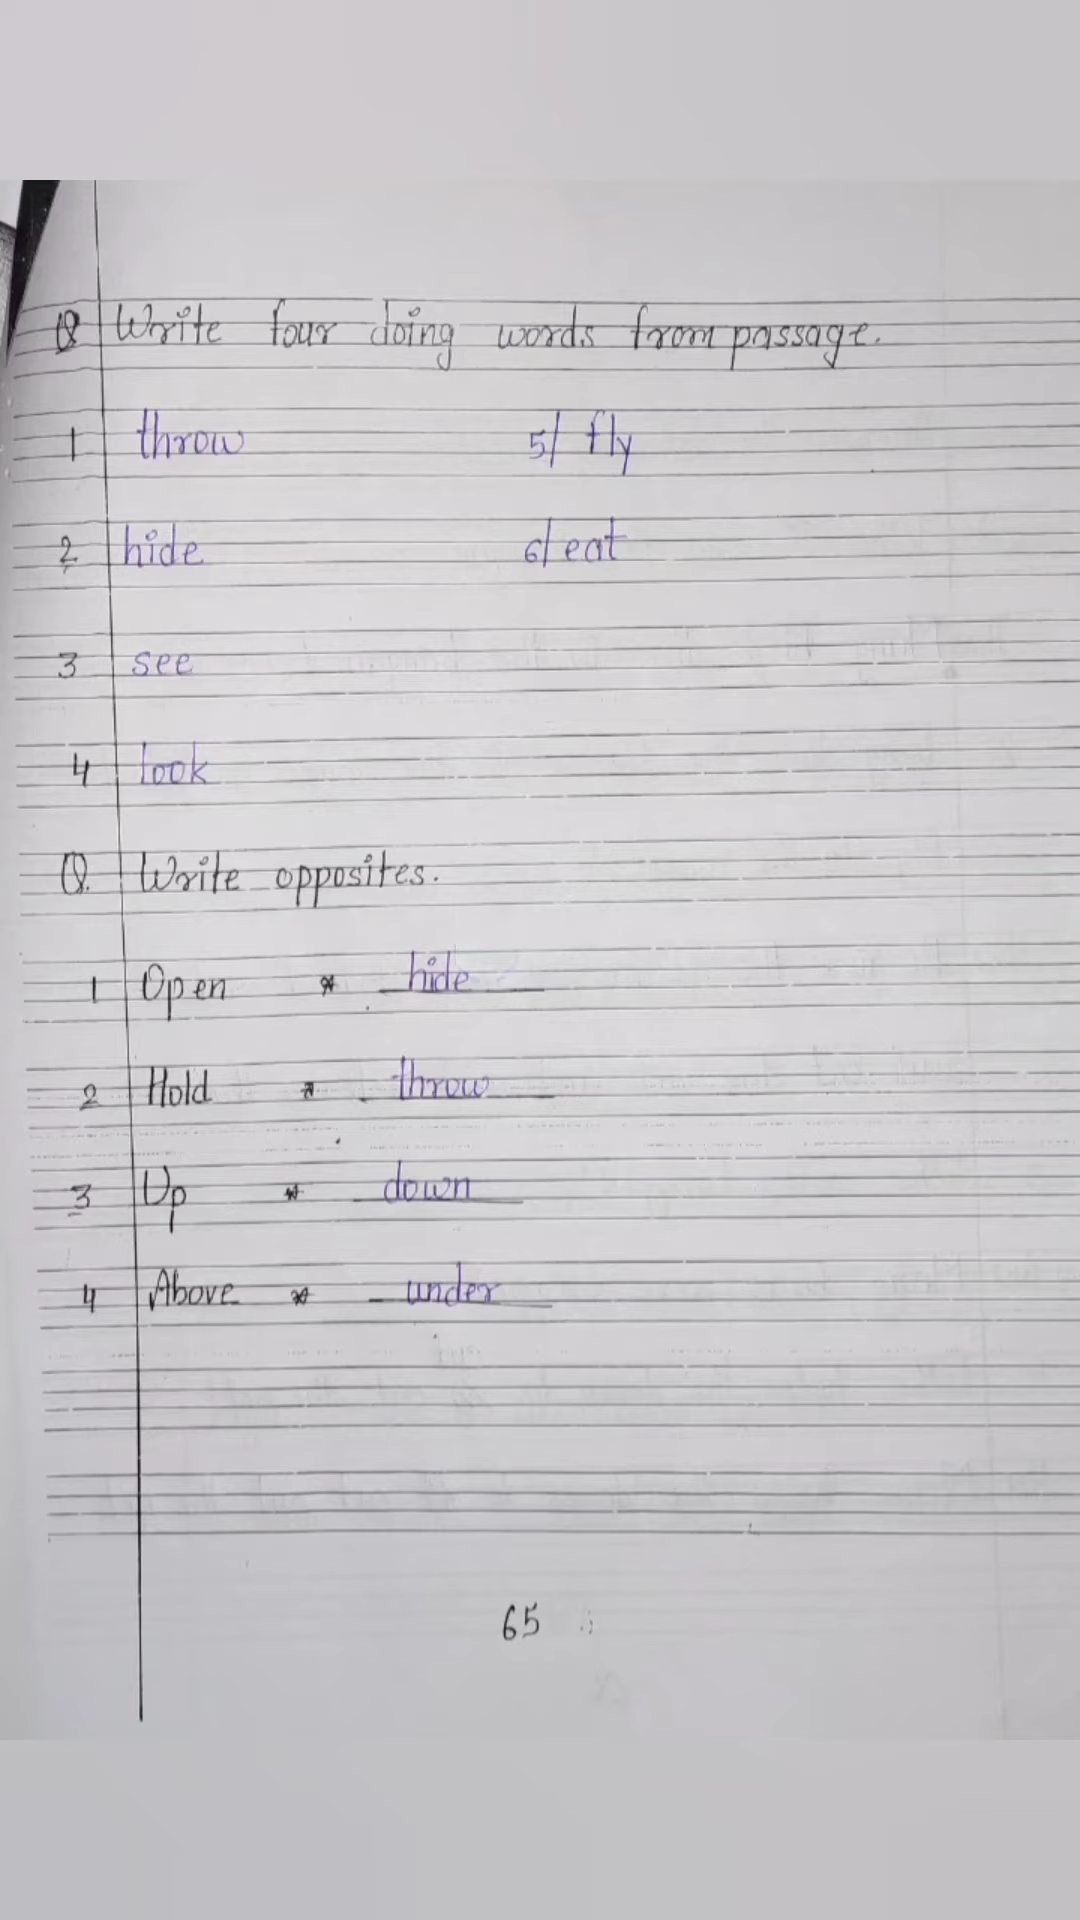 Q Write four doing words from passage.
1 throw 5/ fly
2 hide 6/ eat
3 see
4 look
Q. Write opposites.
1 Open * hide
2 Hold * throw
3 Up * down
4 Above * under
65